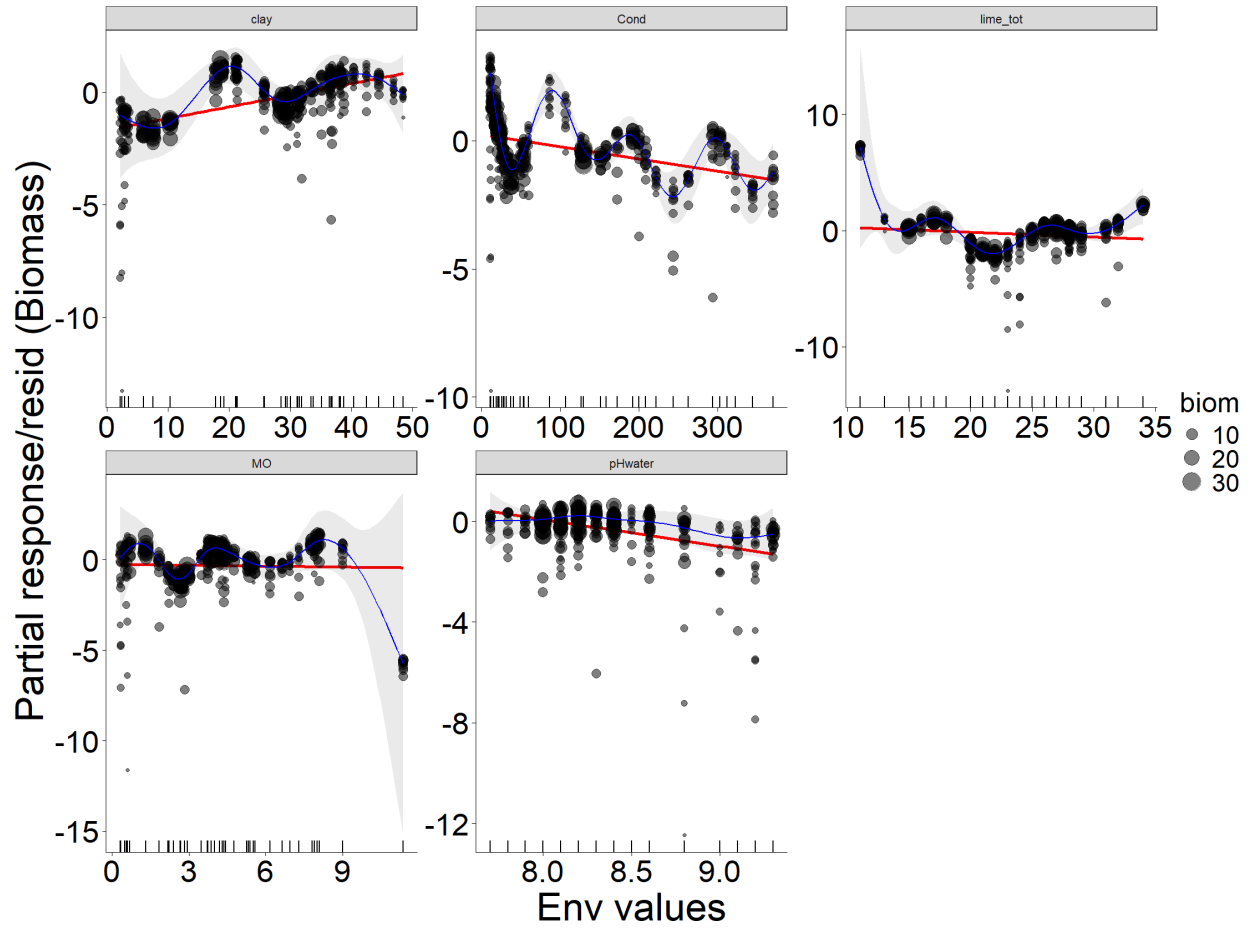 clay
Cond
lime_tot
0
-5
-10
0
-5
-10
10
0
-10
0 10 20 30 40 50
0 100 200 300
10 15 20 25 30 35
biom
10
20
30
MO
pHwater
0
-5
-10
-15
0
-4
-8
-12
0 3 6 9
8.0 8.5 9.0
Partial response/resid (Biomass)
Env values